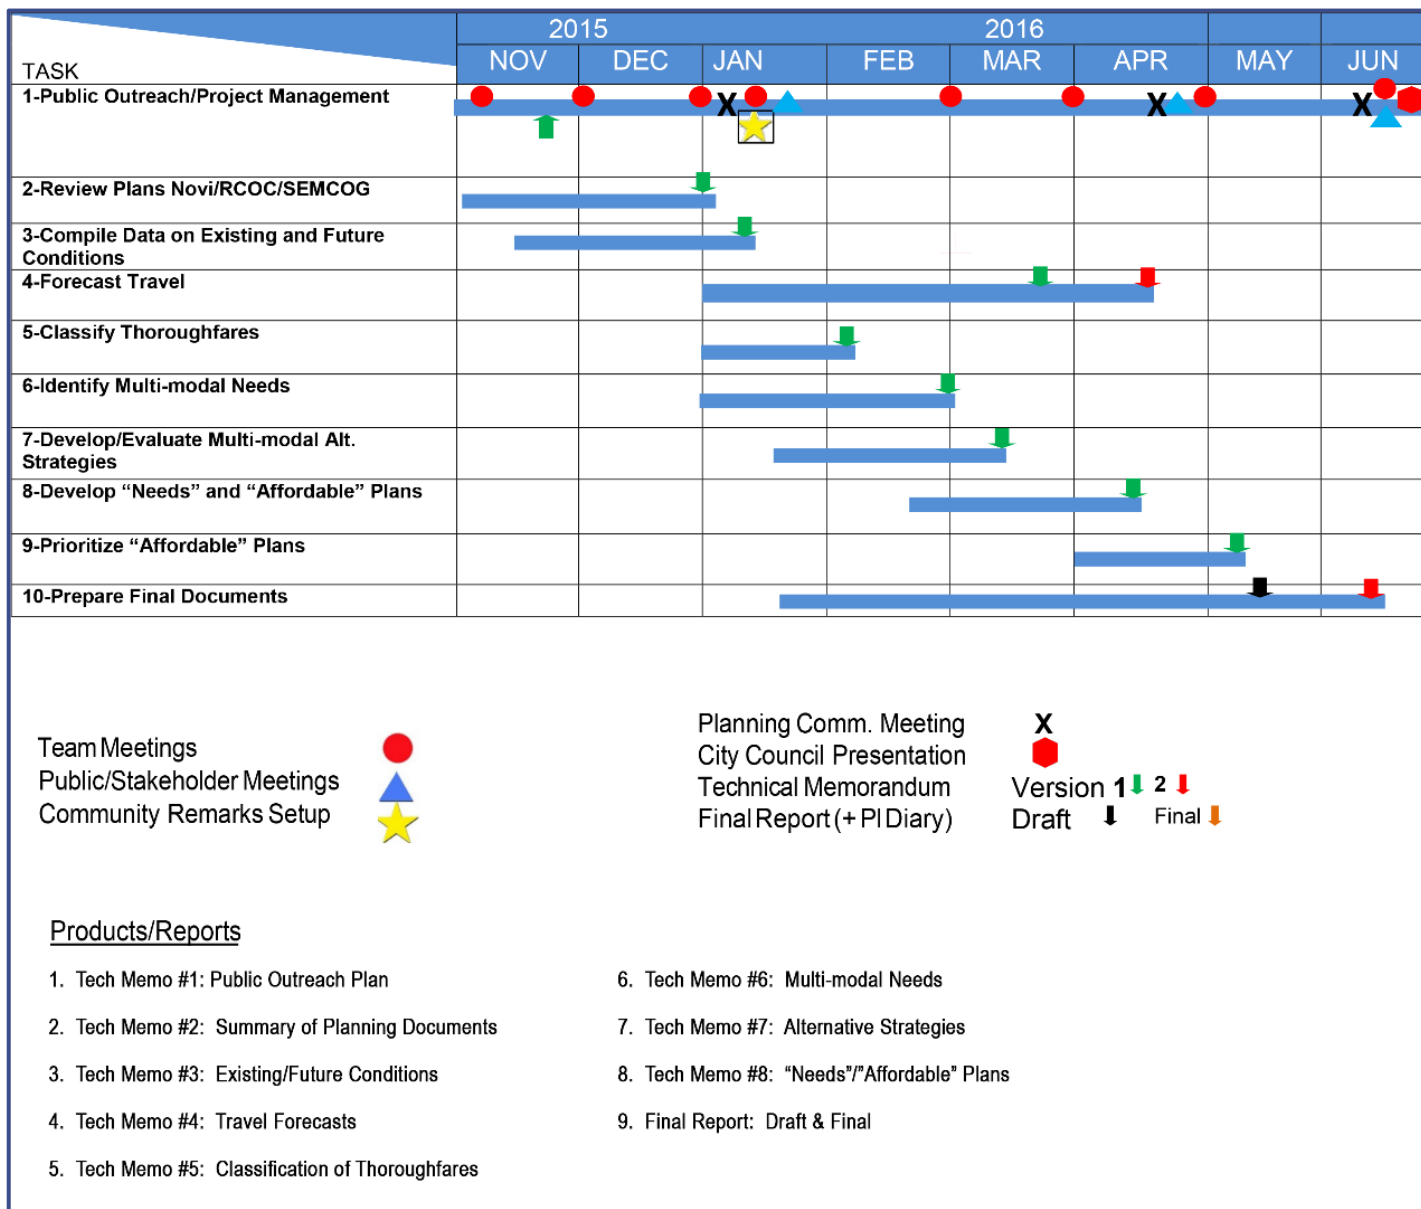 2015 2016
TASK NOV DEC JAN FEB MAR APR MAY JUN
1-Public Outreach/Project Management
X X X
2-Review Plans Novi/RCOC/SEMCOG
3-Compile Data on Existing and Future
Conditions
4-Forecast Travel
5-Classify Thoroughfares
6-Identify Multi-modal Needs
7-Develop/Evaluate Multi-modal Alt.
Strategies
8-Develop “Needs” and “Affordable” Plans
9-Prioritize “Affordable” Plans
10-Prepare Final Documents
Team Meetings
Public/Stakeholder Meetings
Community Remarks Setup
Planning Comm. Meeting X
City Council Presentation
Technical Memorandum Version 1 2
Final Report (+ PI Diary) Draft Final
Products/Reports
1. Tech Memo #1: Public Outreach Plan
2. Tech Memo #2: Summary of Planning Documents
3. Tech Memo #3: Existing/Future Conditions
4. Tech Memo #4: Travel Forecasts
5. Tech Memo #5: Classification of Thoroughfares
6. Tech Memo #6: Multi-modal Needs
7. Tech Memo #7: Alternative Strategies
8. Tech Memo #8: “Needs”/”Affordable” Plans
9. Final Report: Draft & Final